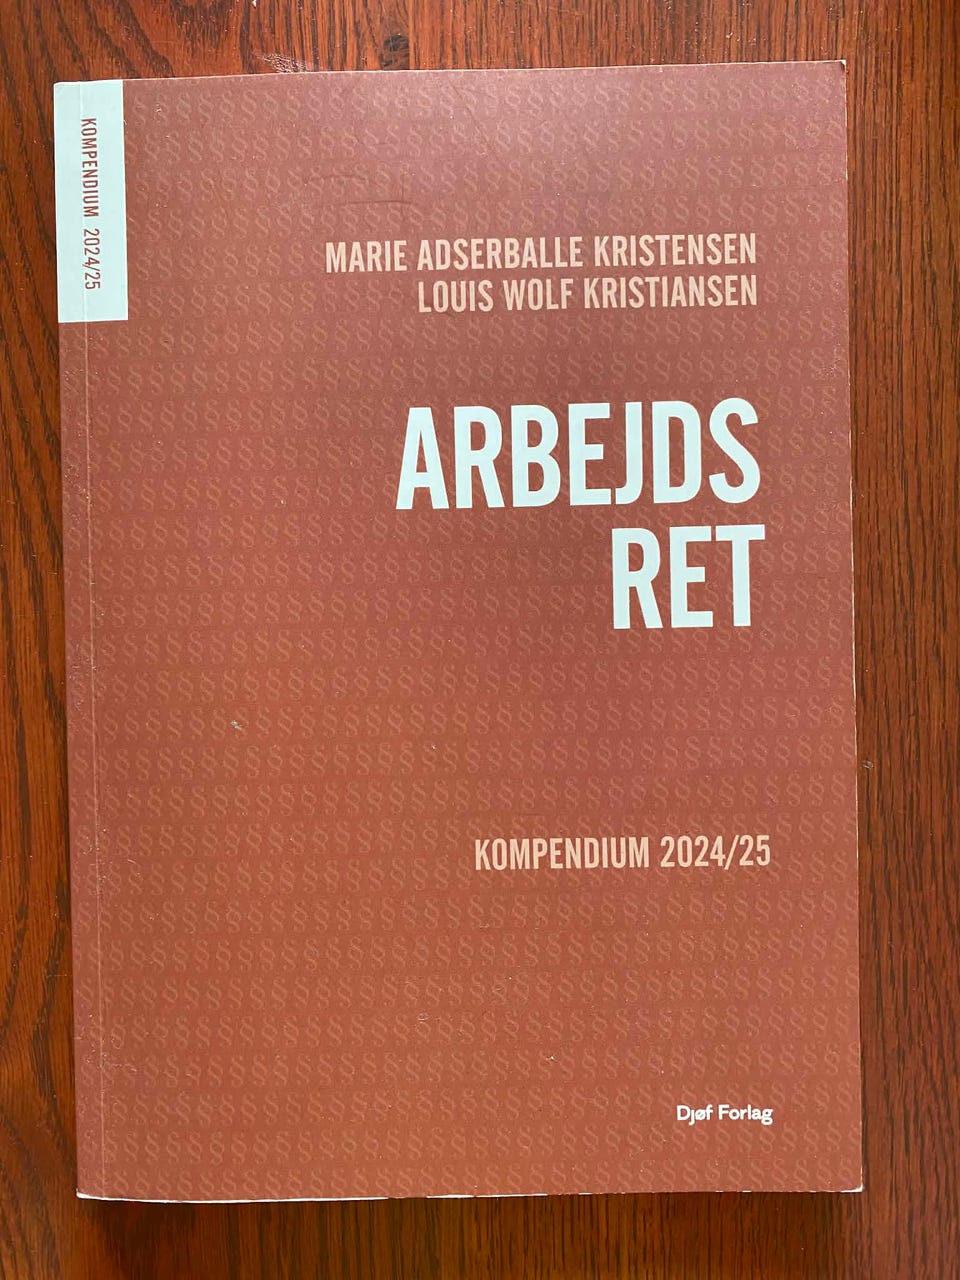 KOMPENDIUM 2024/25
MARIE ADSERBALLE KRISTENSEN
LOUIS WOLF KRISTIANSEN
ARBEJDS
RET
KOMPENDIUM 2024/25
Djøf Forlag